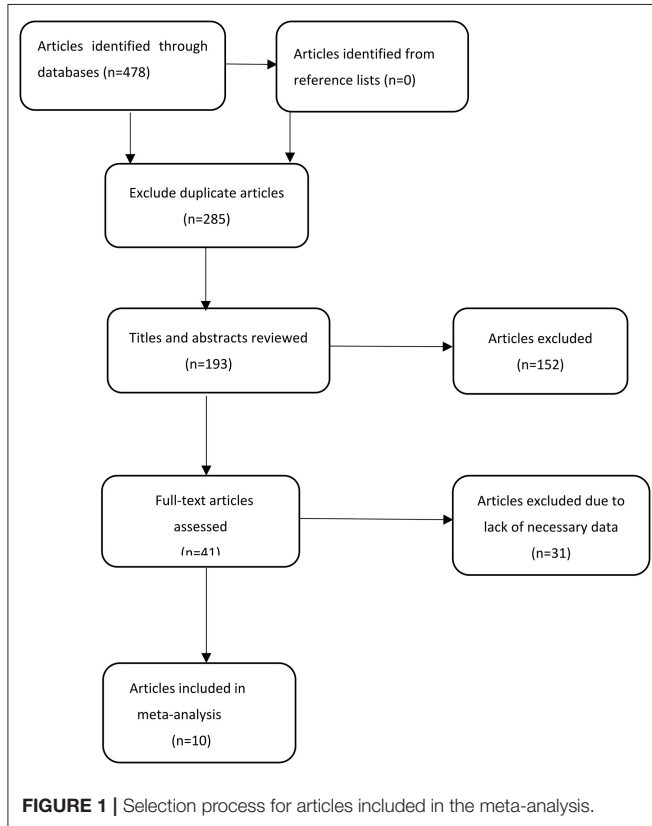 Articles identified through
databases (n=478)
Articles identified from
reference lists (n=0)
Exclude duplicate articles
(n=285)
Titles and abstracts reviewed
(n=193)
Articles excluded
(n=152)
Full-text articles
assessed
(n=41)
Articles excluded due to
lack of necessary data
(n=31)
Articles included in
meta-analysis
(n=10)
FIGURE 1 | Selection process for articles included in the meta-analysis.